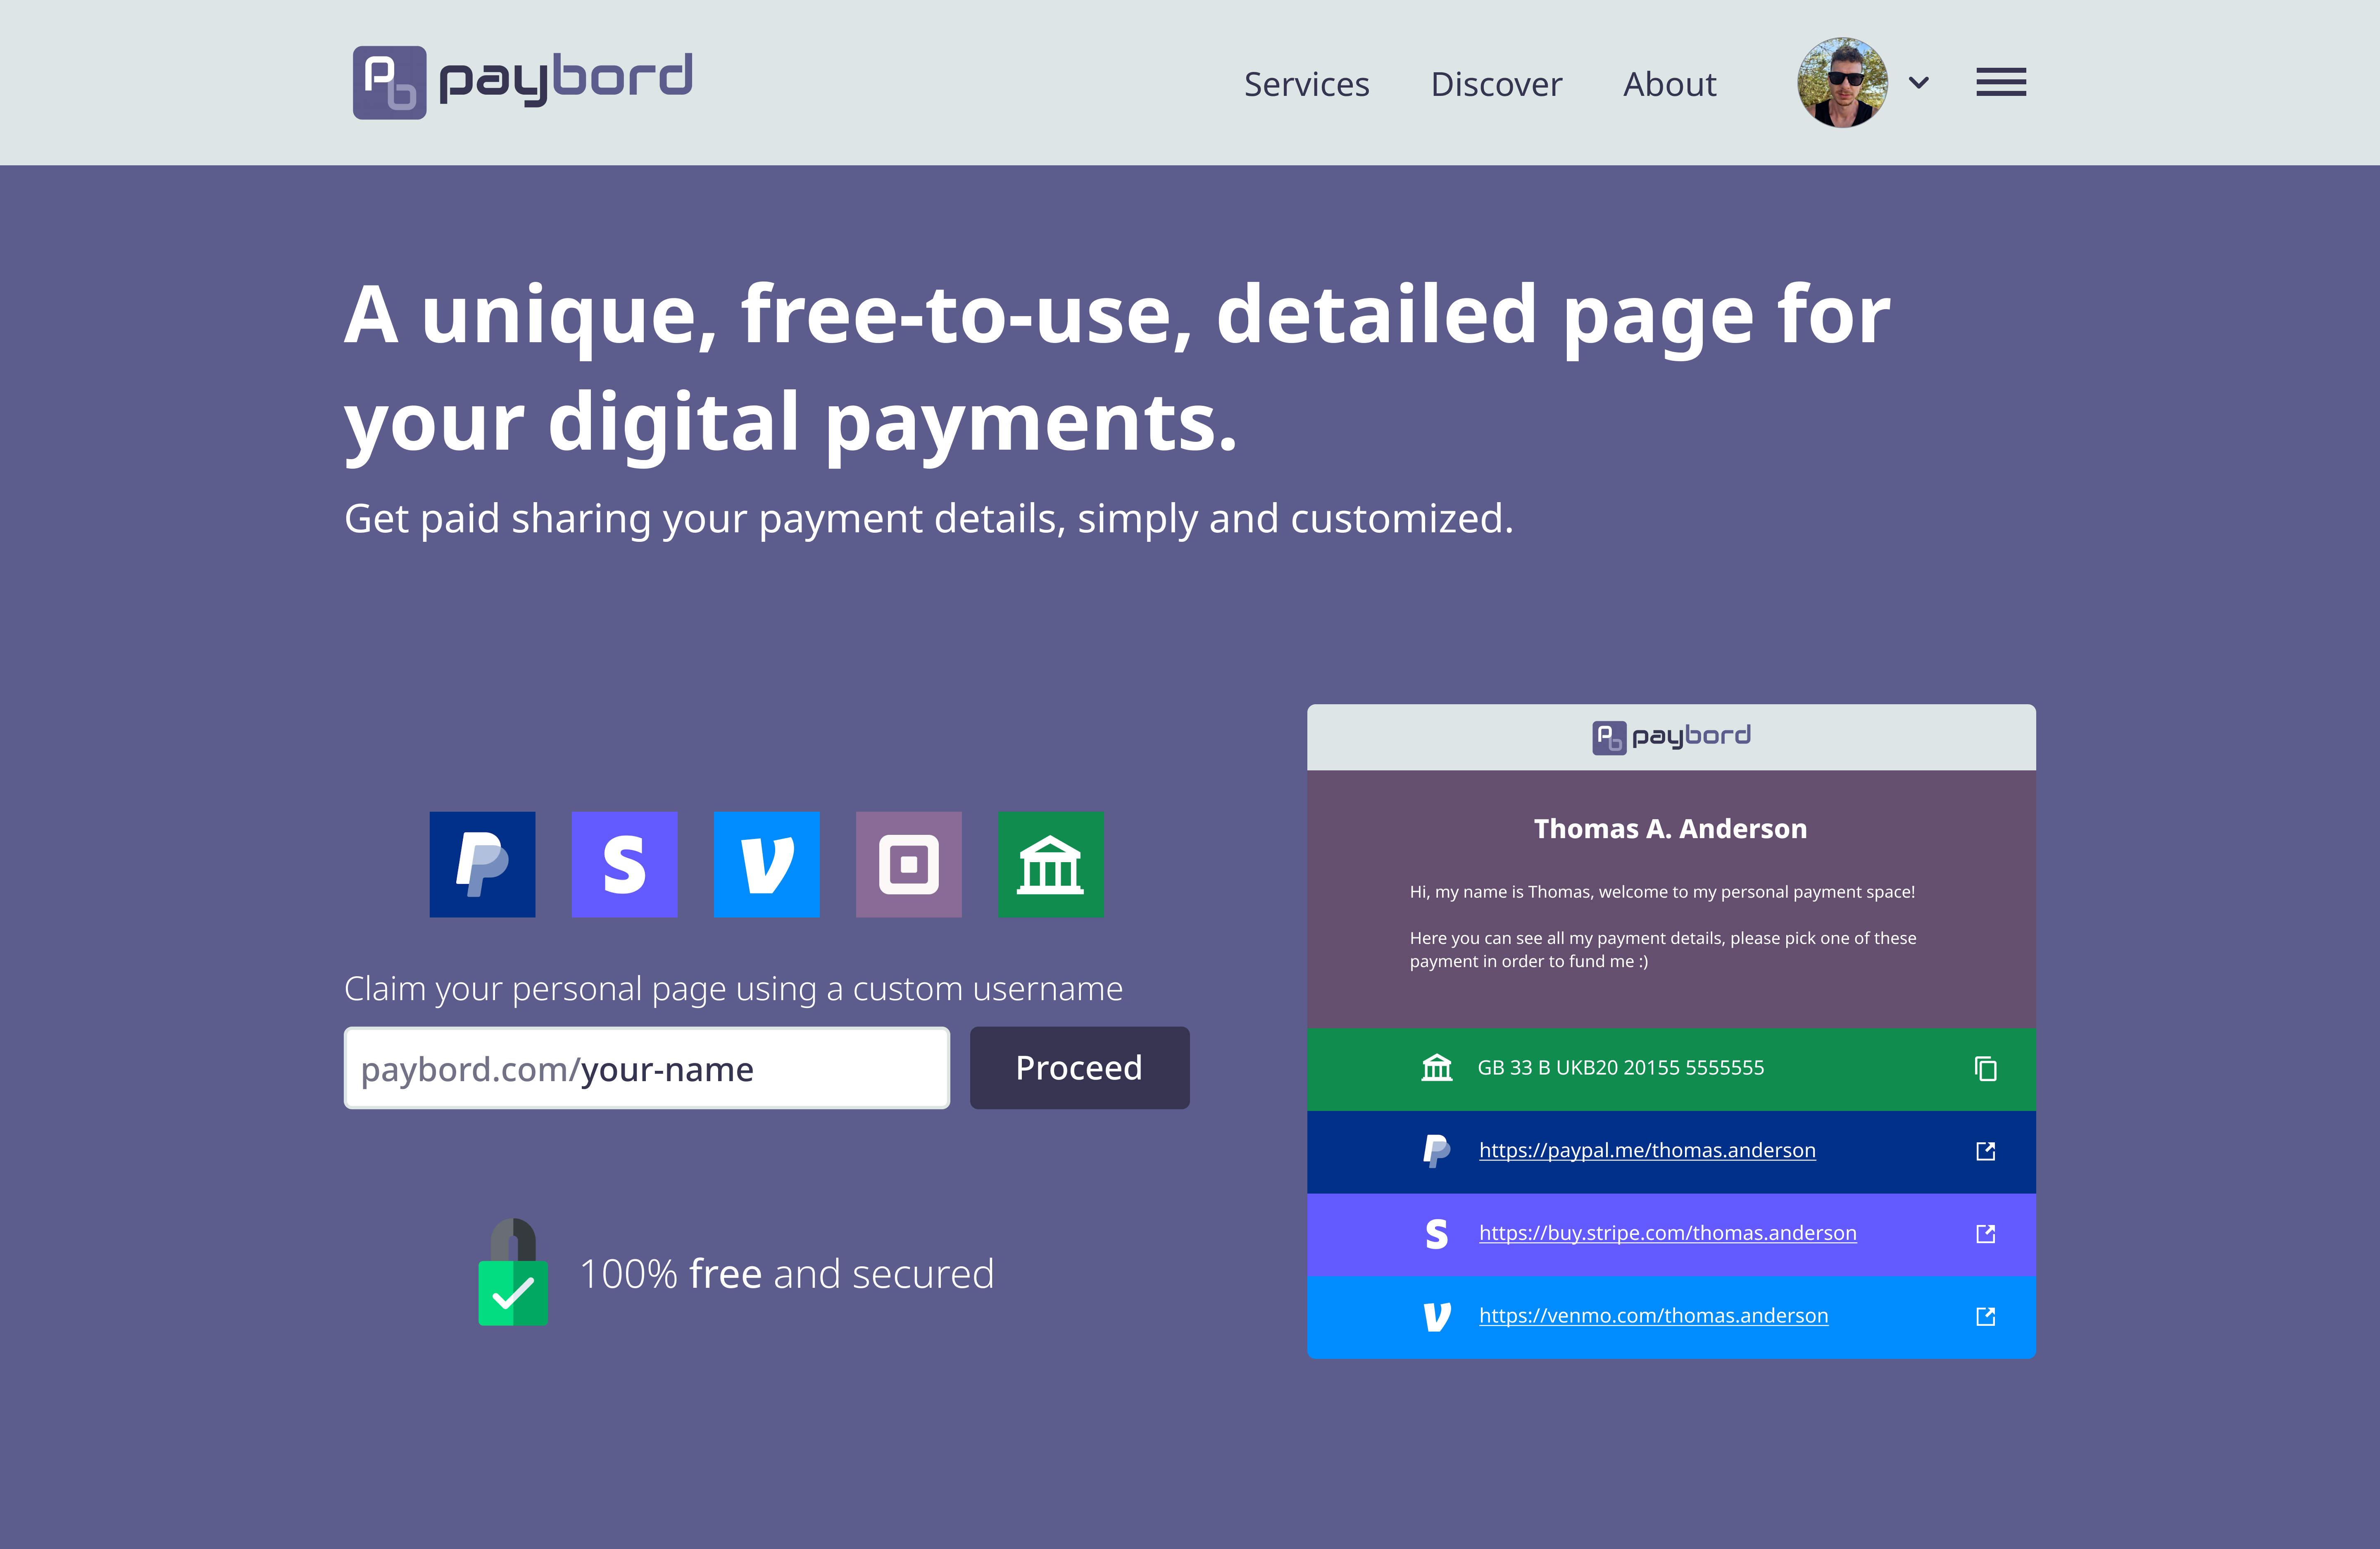 paybord
Services
Discover
About
A unique, free-to-use, detailed page for
your digital payments.
Get paid sharing your payment details, simply and customized.
Claim your personal page using a custom username
paybord.com/your-name
Proceed
100% free and secured
paybord
Thomas A. Anderson
Hi, my name is Thomas, welcome to my personal payment space!
Here you can see all my payment details, please pick one of these
payment in order to fund me :)
GB 33 B UKB20 20155 5555555
https://paypal.me/thomas.anderson
https://buy.stripe.com/thomas.anderson
https://venmo.com/thomas.anderson